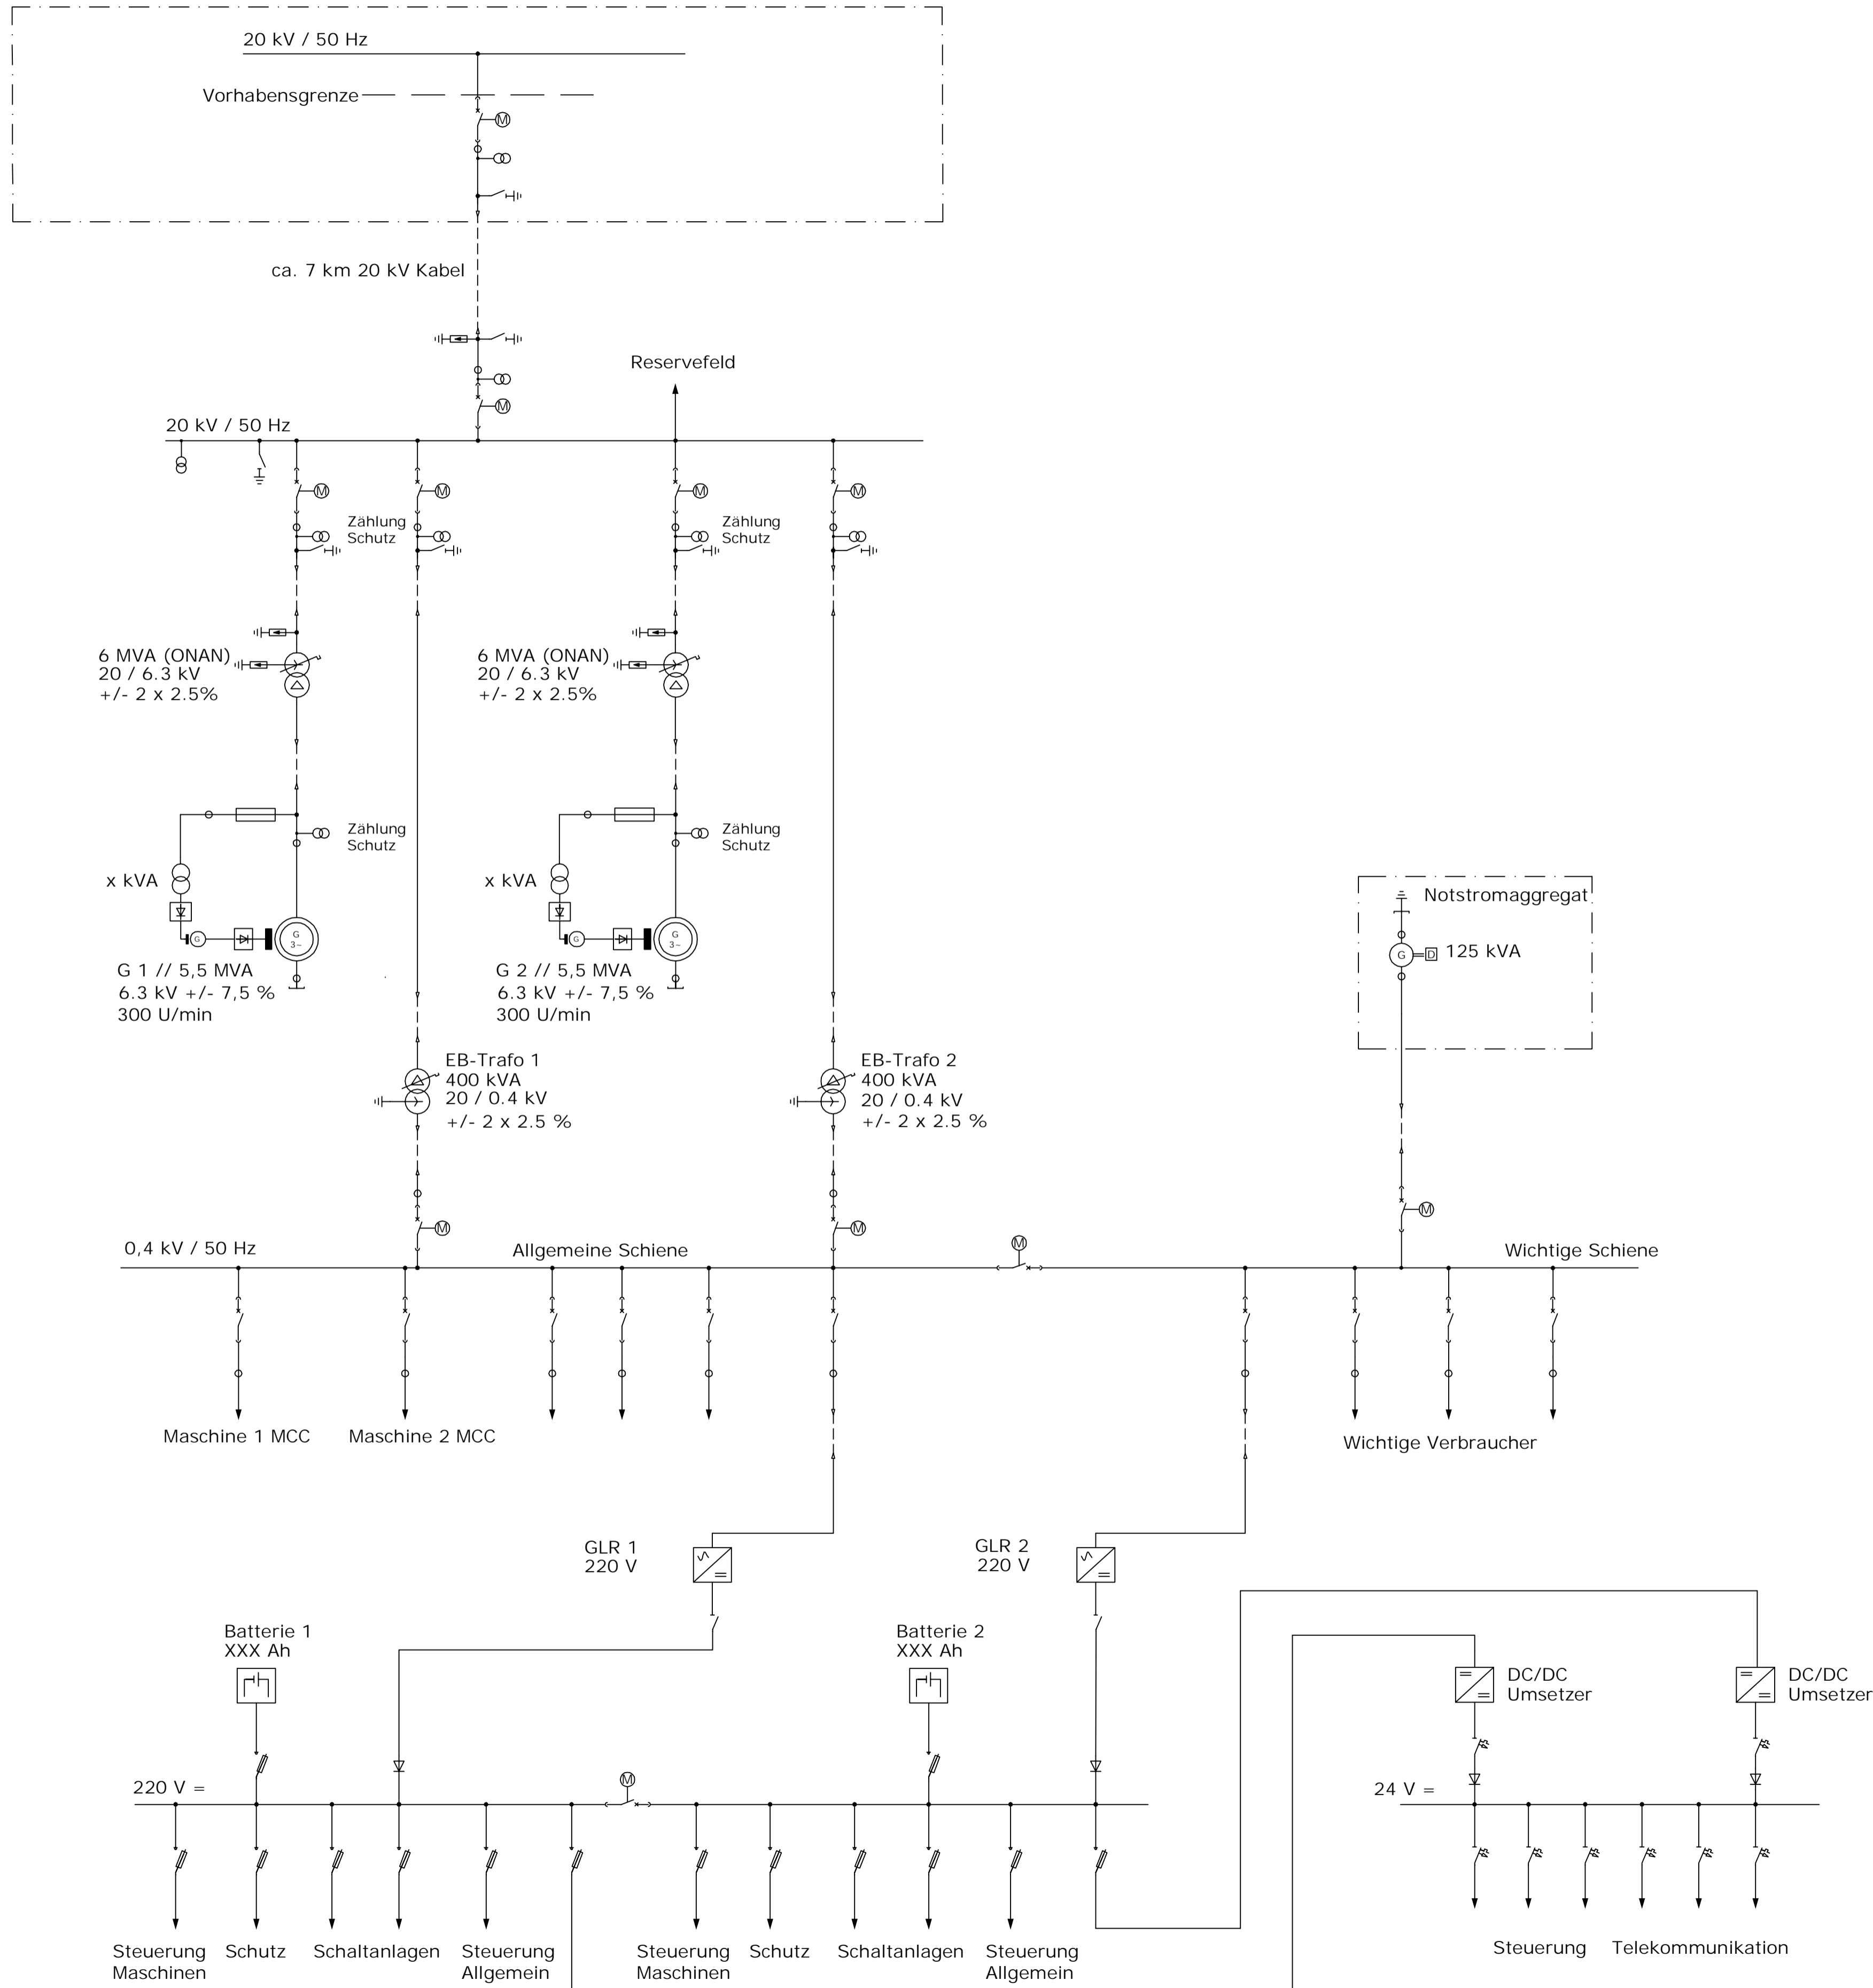 20 kV / 50 Hz
Vorhabensgrenze
M
ca. 7 km 20 kV Kabel
Reservefeld
M
20 kV / 50 Hz
M
M
M
M
Zählung
Schutz
Zählung
Schutz
6 MVA (ONAN)
20 / 6.3 kV
+/- 2 x 2.5%
6 MVA (ONAN)
20 / 6.3 kV
+/- 2 x 2.5%
Zählung
Schutz
Zählung
Schutz
x kVA
x kVA
G
G
3~
G
G
3~
G 1 // 5,5 MVA
6.3 kV +/- 7,5 %
300 U/min
G 2 // 5,5 MVA
6.3 kV +/- 7,5 %
300 U/min
Notstromaggregat
G
D
125 kVA
EB-Trafo 1
400 kVA
20 / 0.4 kV
+/- 2 x 2.5 %
EB-Trafo 2
400 kVA
20 / 0.4 kV
+/- 2 x 2.5 %
M
M
M
M
0,4 kV / 50 Hz
Allgemeine Schiene
Wichtige Schiene
Maschine 1 MCC
Maschine 2 MCC
Wichtige Verbraucher
GLR 1
220 V
GLR 2
220 V
Batterie 1
XXX Ah
Batterie 2
XXX Ah
DC/DC
Umsetzer
DC/DC
Umsetzer
M
220 V =
24 V =
Steuerung
Maschinen
Schutz
Schaltanlagen
Steuerung
Allgemein
Steuerung
Maschinen
Schutz
Schaltanlagen
Steuerung
Allgemein
Steuerung
Telekommunikation